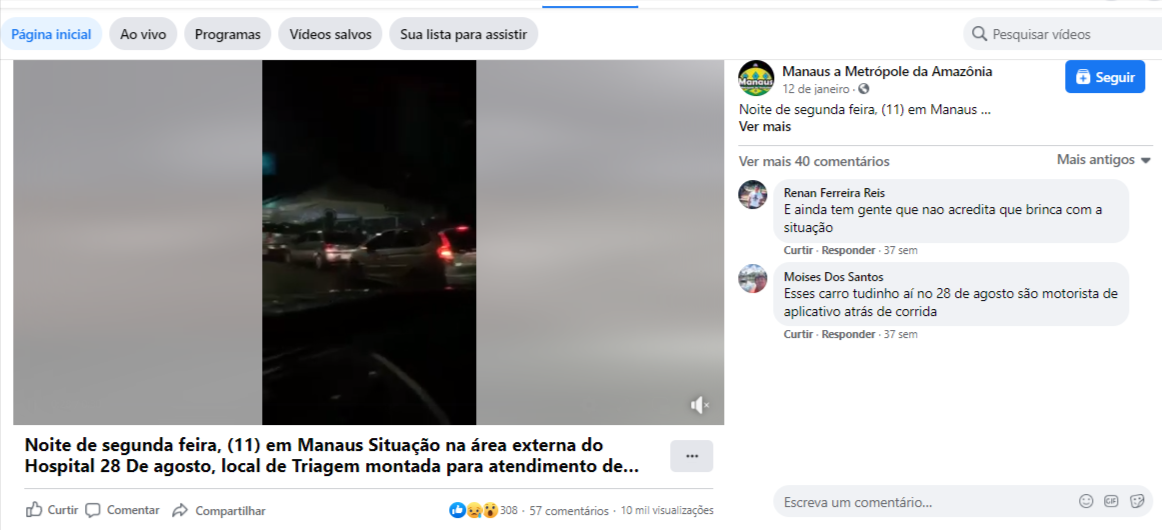 Página inicial
Ao vivo
Programas
Vídeos salvos
Sua lista para assistir
Pesquisar vídeos
Manaus a Metrópole da Amazônia
12 de janeiro ·
Seguir
Manaus
Noite de segunda feira, (11) em Manaus ...
Ver mais
Ver mais 40 comentários
Mais antigos
Renan Ferreira Reis
E ainda tem gente que nao acredita que brinca com a
situação
Curtir · Responder · 37 sem
Moises Dos Santos
Esses carro tudinho aí no 28 de agosto são motorista de
aplicativo atrás de corrida
Curtir · Responder · 37 sem
Noite de segunda feira, (11) em Manaus Situação na área externa do
Hospital 28 De agosto, local de Triagem montada para atendimento de...
...
Curtir
Comentar
Compartilhar
308 · 57 comentários · 10 mil visualizações
Escreva um comentário...
GIF